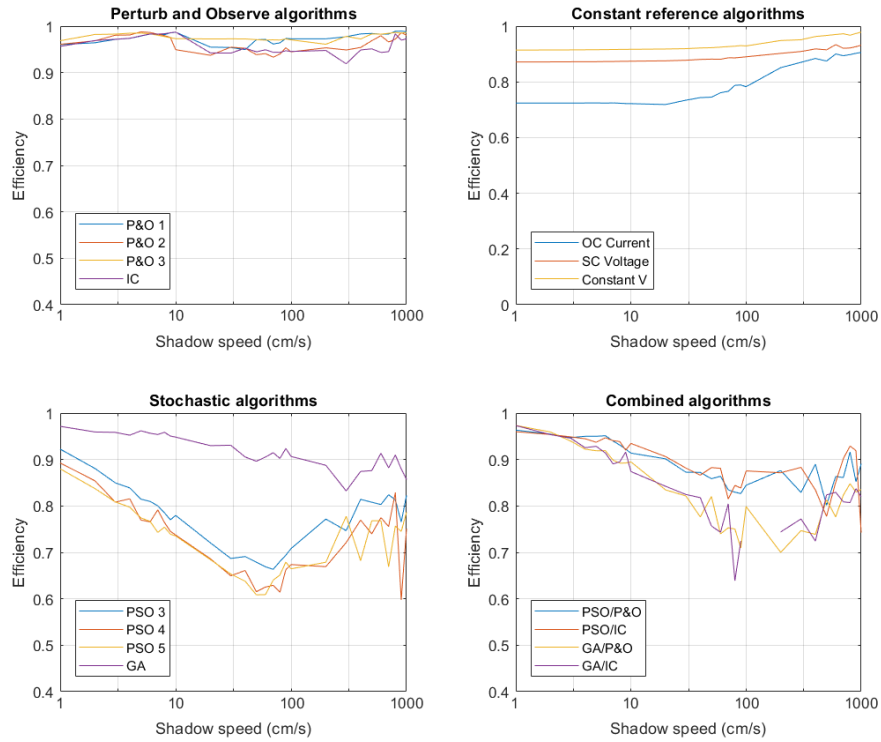 Perturb and Observe algorithms
1
0.9
0.8
0.7
0.6
0.5
0.4
Efficiency
P&O 1
P&O 2
P&O 3
IC
1 10 100 1000
Shadow speed (cm/s)
Constant reference algorithms
1
0.8
0.6
0.4
0.2
0
Efficiency
OC Current
SC Voltage
Constant V
1 10 100 1000
Shadow speed (cm/s)
Stochastic algorithms
1
0.9
0.8
0.7
0.6
0.5
0.4
Efficiency
PSO 3
PSO 4
PSO 5
GA
1 10 100 1000
Shadow speed (cm/s)
Combined algorithms
1
0.9
0.8
0.7
0.6
0.5
0.4
Efficiency
PSO/P&O
PSO/IC
GA/P&O
GA/IC
1 10 100 1000
Shadow speed (cm/s)